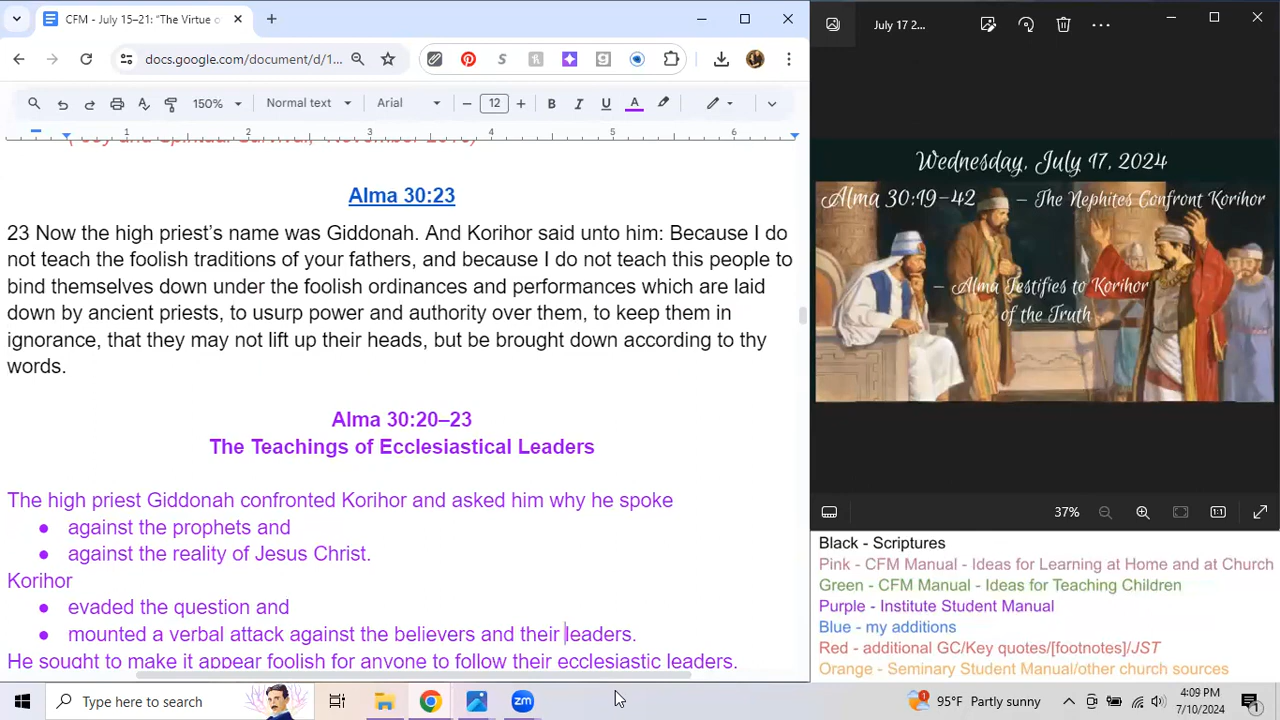 CFM - July 15–21: “The Virtue o
docs.google.com/document/d/1...
150%
Normal text
Arial
12
1 2 3 4 5 6
Alma 30:23
23 Now the high priest’s name was Giddonah. And Korihor said unto him: Because I do
not teach the foolish traditions of your fathers, and because I do not teach this people to
bind themselves down under the foolish ordinances and performances which are laid
down by ancient priests, to usurp power and authority over them, to keep them in
ignorance, that they may not lift up their heads, but be brought down according to thy
words.
Alma 30:20–23
The Teachings of Ecclesiastical Leaders
The high priest Giddonah confronted Korihor and asked him why he spoke
● against the prophets and
● against the reality of Jesus Christ.
Korihor
● evaded the question and
● mounted a verbal attack against the believers and their leaders.
He sought to make it appear foolish for anyone to follow their ecclesiastic leaders.
July 17 2...
Wednesday, July 17, 2024
Alma 30:19–42 – The Nephites Confront Korihor
– Alma Testifies to Korihor
of the Truth
37%
1:1
Black - Scriptures
Pink - CFM Manual - Ideas for Learning at Home and at Church
Green - CFM Manual - Ideas for Teaching Children
Purple - Institute Student Manual
Blue - my additions
Red - additional GC/Key quotes/[footnotes]/JST
Orange - Seminary Student Manual/other church sources
Type here to search
zm
95°F Partly sunny
4:09 PM
7/10/2024